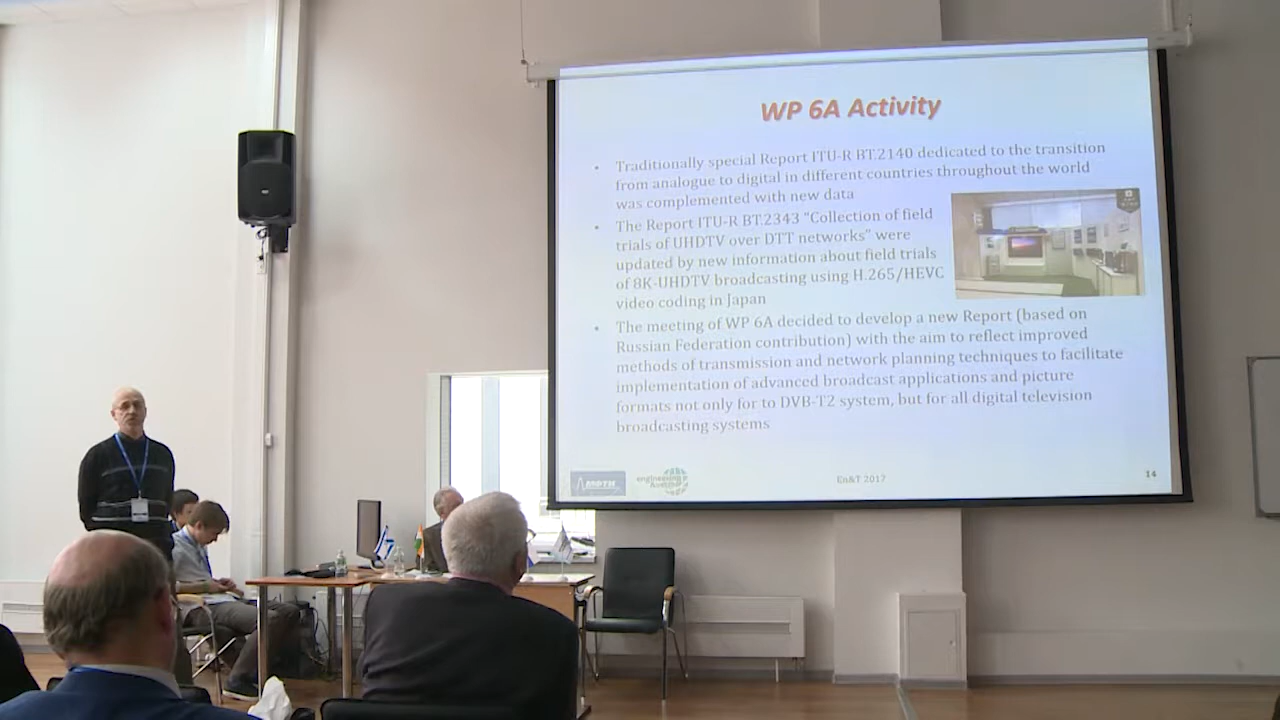 WP 6A Activity
Traditionally special Report ITU-R BT.2140 dedicated to the transition
from analogue to digital in different countries throughout the world
was complemented with new data
The Report ITU-R BT.2343 “Collection of field
trials of UHDTV over DTT networks” were
updated by new information about field trials
of 8K-UHDTV broadcasting using H.265/HEVC
video coding in Japan
The meeting of WP 6A decided to develop a new Report (based on
Russian Federation contribution) with the aim to reflect improved
methods of transmission and network planning techniques to facilitate
implementation of advanced broadcast applications and picture
formats not only for to DVB-T2 system, but for all digital television
broadcasting systems
En&T 2017
14